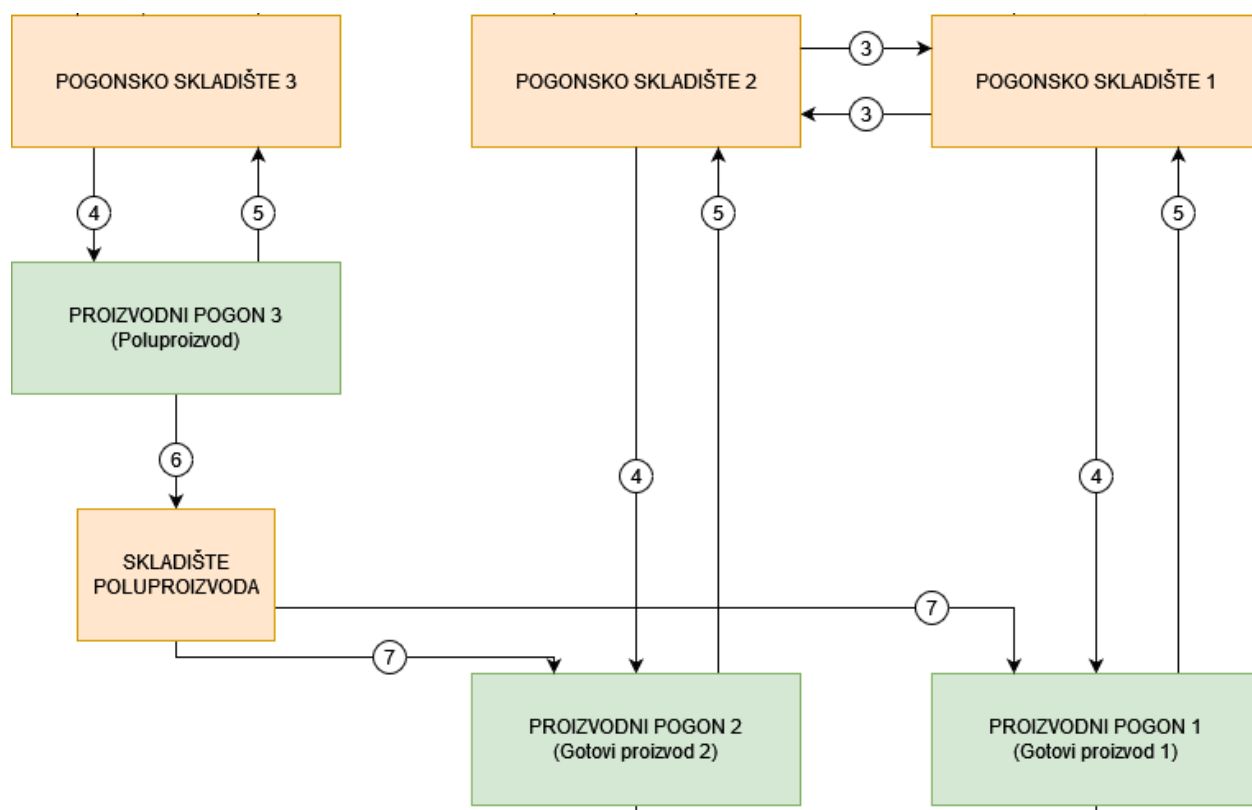 POGONSKO SKLADIŠTE 3
POGONSKO SKLADIŠTE 2
POGONSKO SKLADIŠTE 1
3
3
4
5
5
5
PROIZVODNI POGON 3
(Poluproizvod)
6
4
4
SKLADIŠTE
POLUPROIZVODA
7
7
PROIZVODNI POGON 2
(Gotovi proizvod 2)
PROIZVODNI POGON 1
(Gotovi proizvod 1)